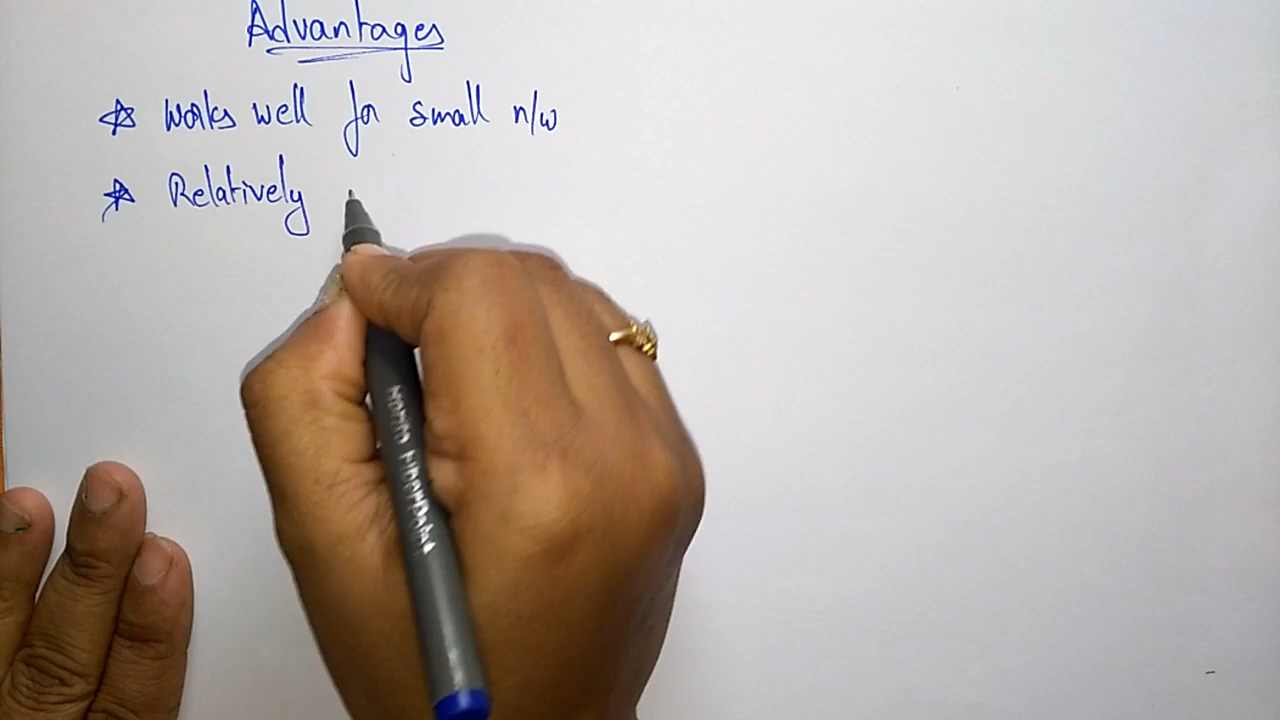 Advantages
☆ Works well for small n/w
☆ Relatively